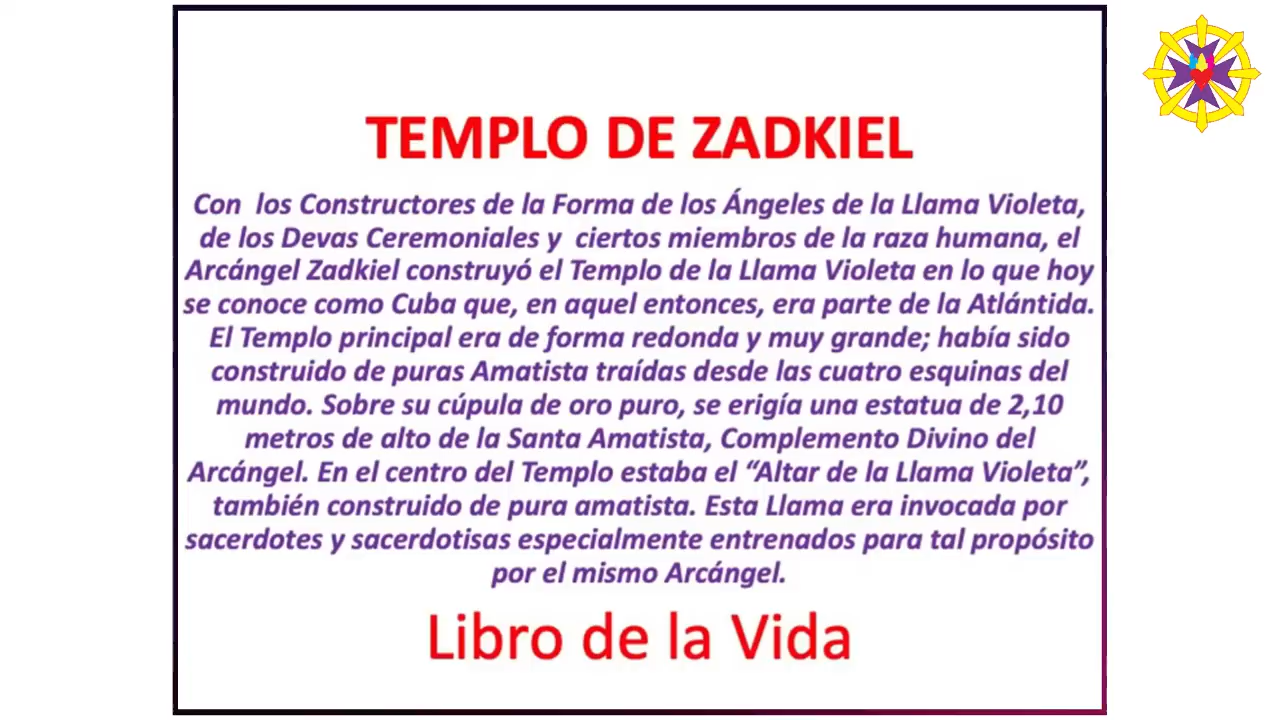 TEMPLO DE ZADKIEL
Con los Constructores de la Forma de los Ángeles de la Llama Violeta,
de los Devas Ceremoniales y ciertos miembros de la raza humana, el
Arcángel Zadkiel construyó el Templo de la Llama Violeta en lo que hoy
se conoce como Cuba que, en aquel entonces, era parte de la Atlántida.
El Templo principal era de forma redonda y muy grande; había sido
construido de puras Amatista traídas desde las cuatro esquinas del
mundo. Sobre su cúpula de oro puro, se erigía una estatua de 2,10
metros de alto de la Santa Amatista, Complemento Divino del
Arcángel. En el centro del Templo estaba el “Altar de la Llama Violeta”,
también construido de pura amatista. Esta Llama era invocada por
sacerdotes y sacerdotisas especialmente entrenados para tal propósito
por el mismo Arcángel.
Libro de la Vida